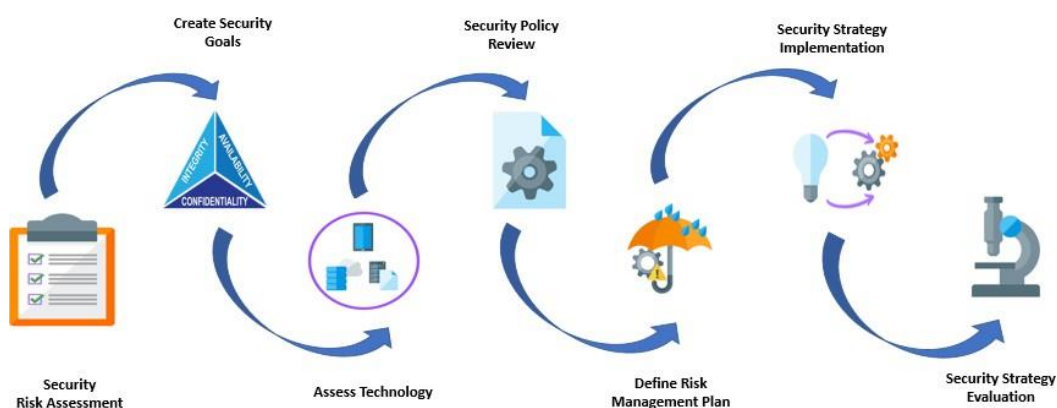 Create Security
Goals
Security Policy
Review
Security Strategy
Implementation
INTEGRITY
AVAILABILITY
CONFIDENTIALITY
Security
Risk Assessment
Assess Technology
Define Risk
Management Plan
Security Strategy
Evaluation